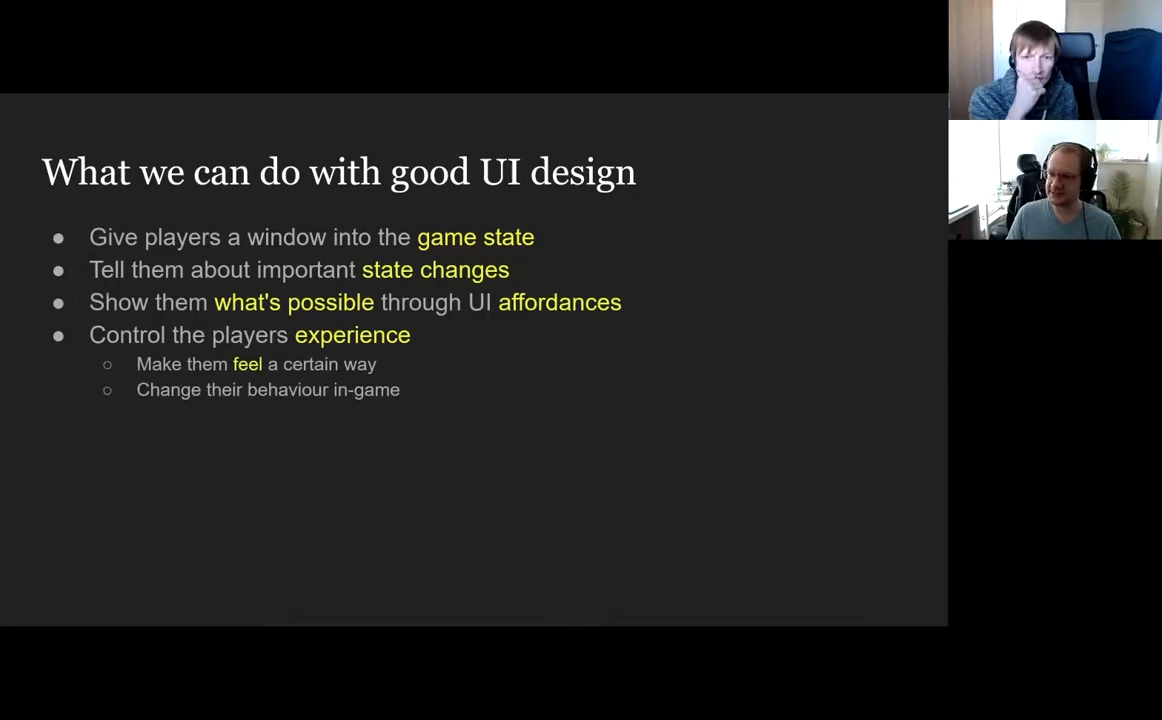 What we can do with good UI design
● Give players a window into the game state
● Tell them about important state changes
● Show them what's possible through UI affordances
● Control the players experience
○ Make them feel a certain way
○ Change their behaviour in-game